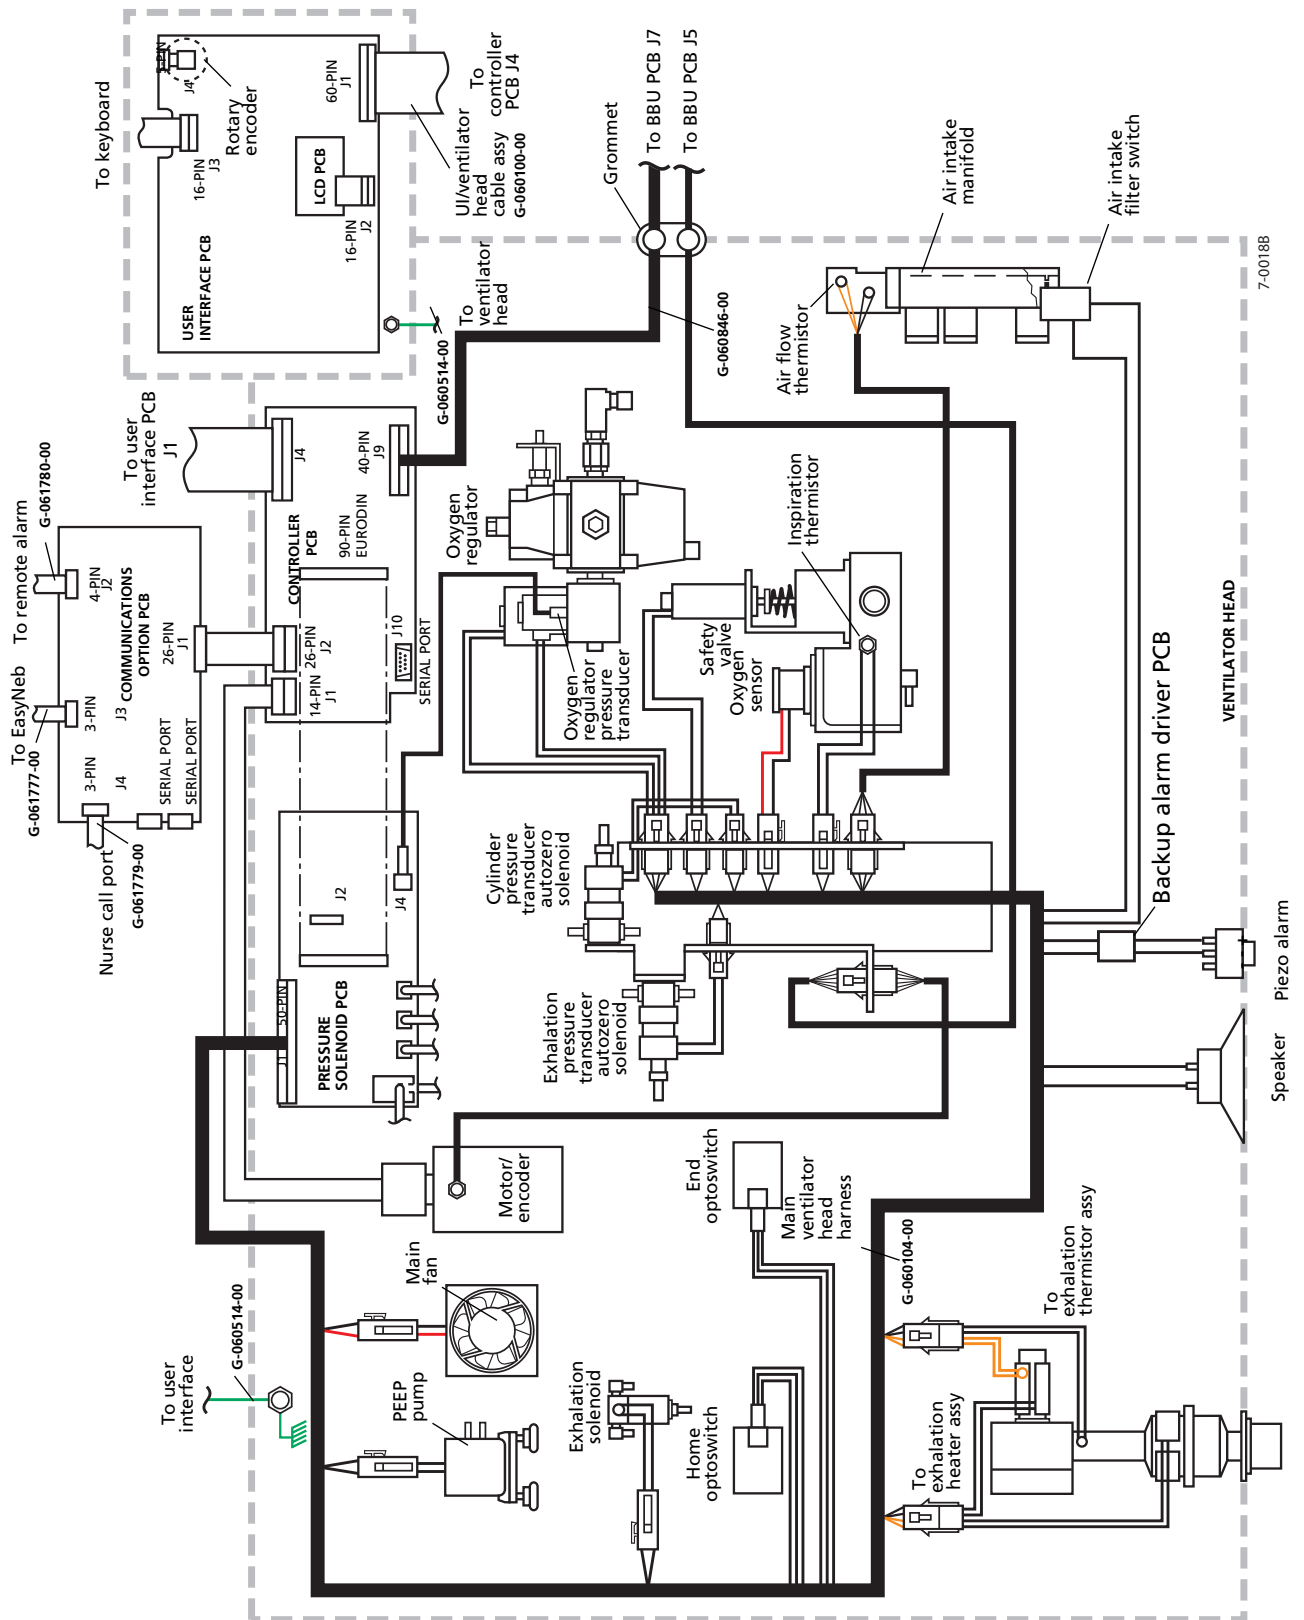 To keyboard
5-PIN
J4
Rotary
encoder
16-PIN
J3
60-PIN
J1
LCD PCB
16-PIN
J2
USER
INTERFACE PCB
UI/ventilator
head
cable assy
G-060100-00
To
controller
PCB J4
To
ventilator
head
G-060514-00
Grommet
To BBU PCB J7
To BBU PCB J5
G-060846-00
Air intake
manifold
Air intake
filter switch
Air flow
thermistor
7-0018B
To user
interface PCB
J1
J4
40-PIN
J9
90-PIN
EURODIN
CONTROLLER
PCB
26-PIN
J2
14-PIN
J1
J10
SERIAL PORT
To remote alarm
G-061780-00
4-PIN
J2
COMMUNICATIONS
OPTION PCB
26-PIN
J1
To EasyNeb
G-061777-00
3-PIN
J3
3-PIN
J4
SERIAL PORT
SERIAL PORT
Nurse call port
G-061779-00
Oxygen
regulator
Oxygen
regulator
pressure
transducer
Safety
valve
Oxygen
sensor
Inspiration
thermistor
J2
J4
50-PIN
J1
PRESSURE
SOLENOID PCB
Cylinder
pressure
transducer
autozero
solenoid
Exhalation
pressure
transducer
autozero
solenoid
Backup alarm driver PCB
VENTILATOR HEAD
Piezo alarm
Speaker
Motor/
encoder
End
optoswitch
Main
ventilator
head
harness
G-060104-00
Main
fan
To user
interface
G-060514-00
PEEP
pump
Exhalation
solenoid
Home
optoswitch
To
exhalation
thermistor assy
To
exhalation
heater assy